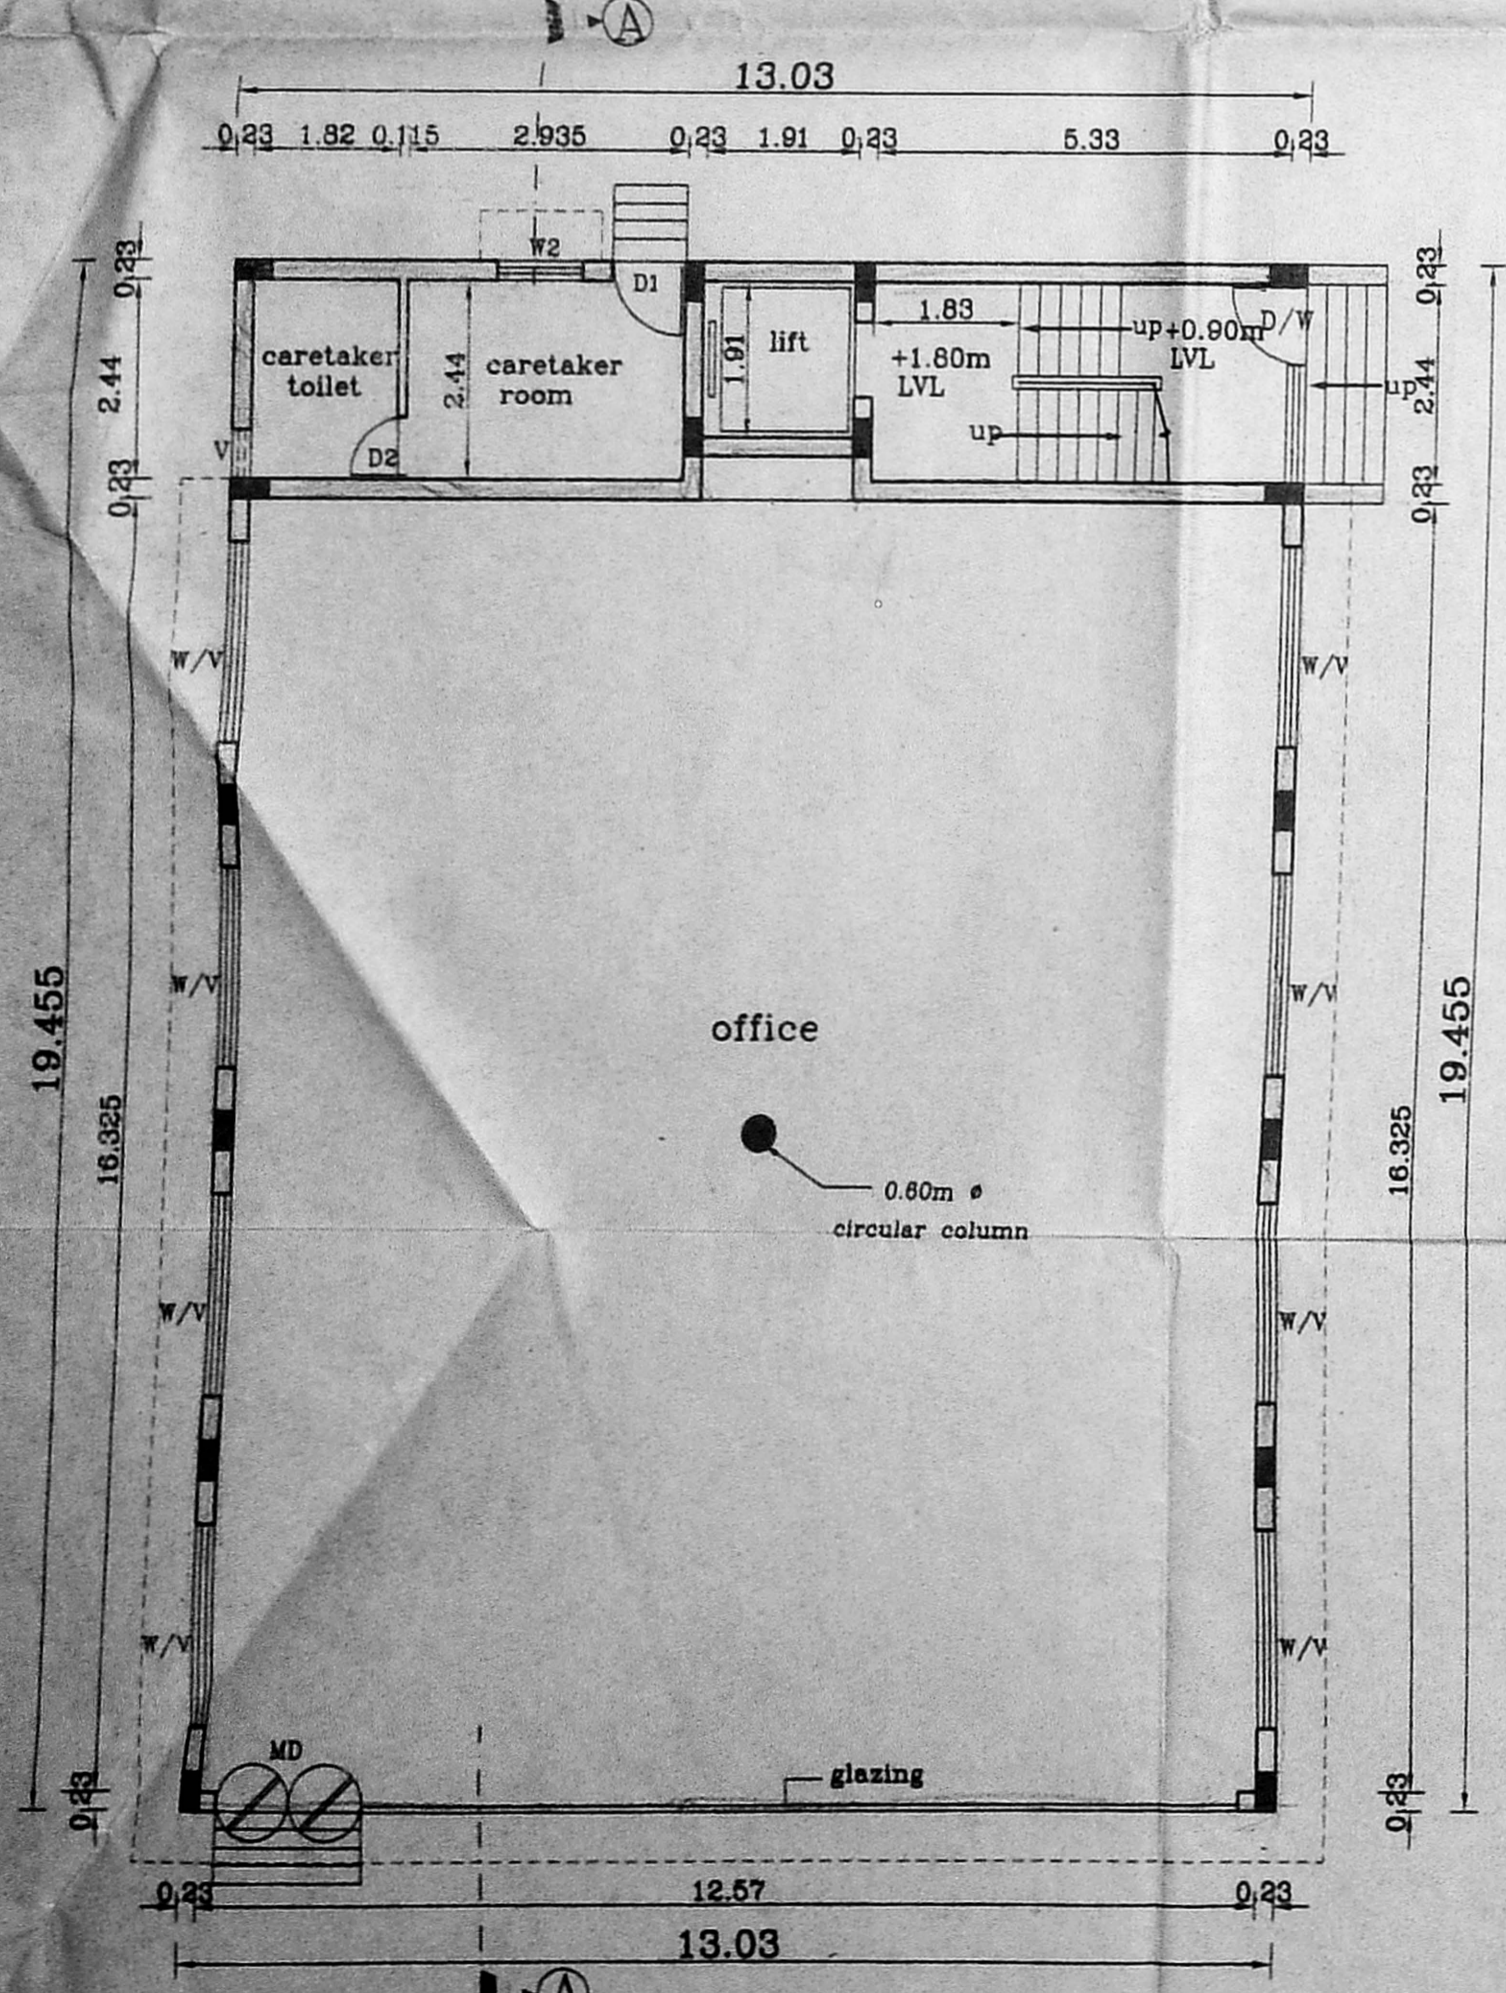 A
13.03
0.23 1.82 0.115 2.935 0.23 1.91 0.23 5.33 0.23
W2
D1
0.23
0.23
caretaker
toilet
2.44
2.44
caretaker
room
1.91
lift
1.83
+1.80m
LVL
up
+0.90m
LVL
D/W
up
up
2.44
V
D2
0.23
0.23
W/V
W/V
W/V
W/V
19.455
16.325
office
0.60m ø
circular column
16.325
19.455
W/V
W/V
W/V
W/V
MD
glazing
0.23
0.23
0.23 12.57 0.23
13.03
A